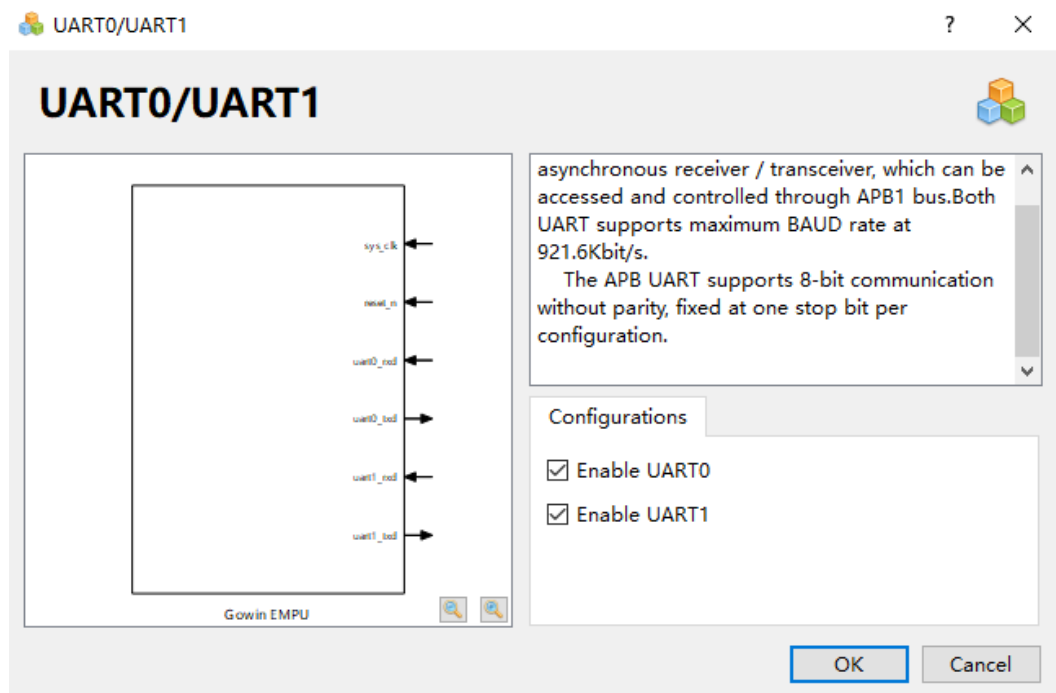 UART0/UART1
?
UART0/UART1
sys_clk
reset_n
uart0_rxd
uart0_txd
uart1_rxd
uart1_txd
Gowin EMPU
asynchronous receiver / transceiver, which can be
accessed and controlled through APB1 bus.Both
UART supports maximum BAUD rate at
921.6Kbit/s.
The APB UART supports 8-bit communication
without parity, fixed at one stop bit per
configuration.
Configurations
Enable UART0
Enable UART1
OK
Cancel